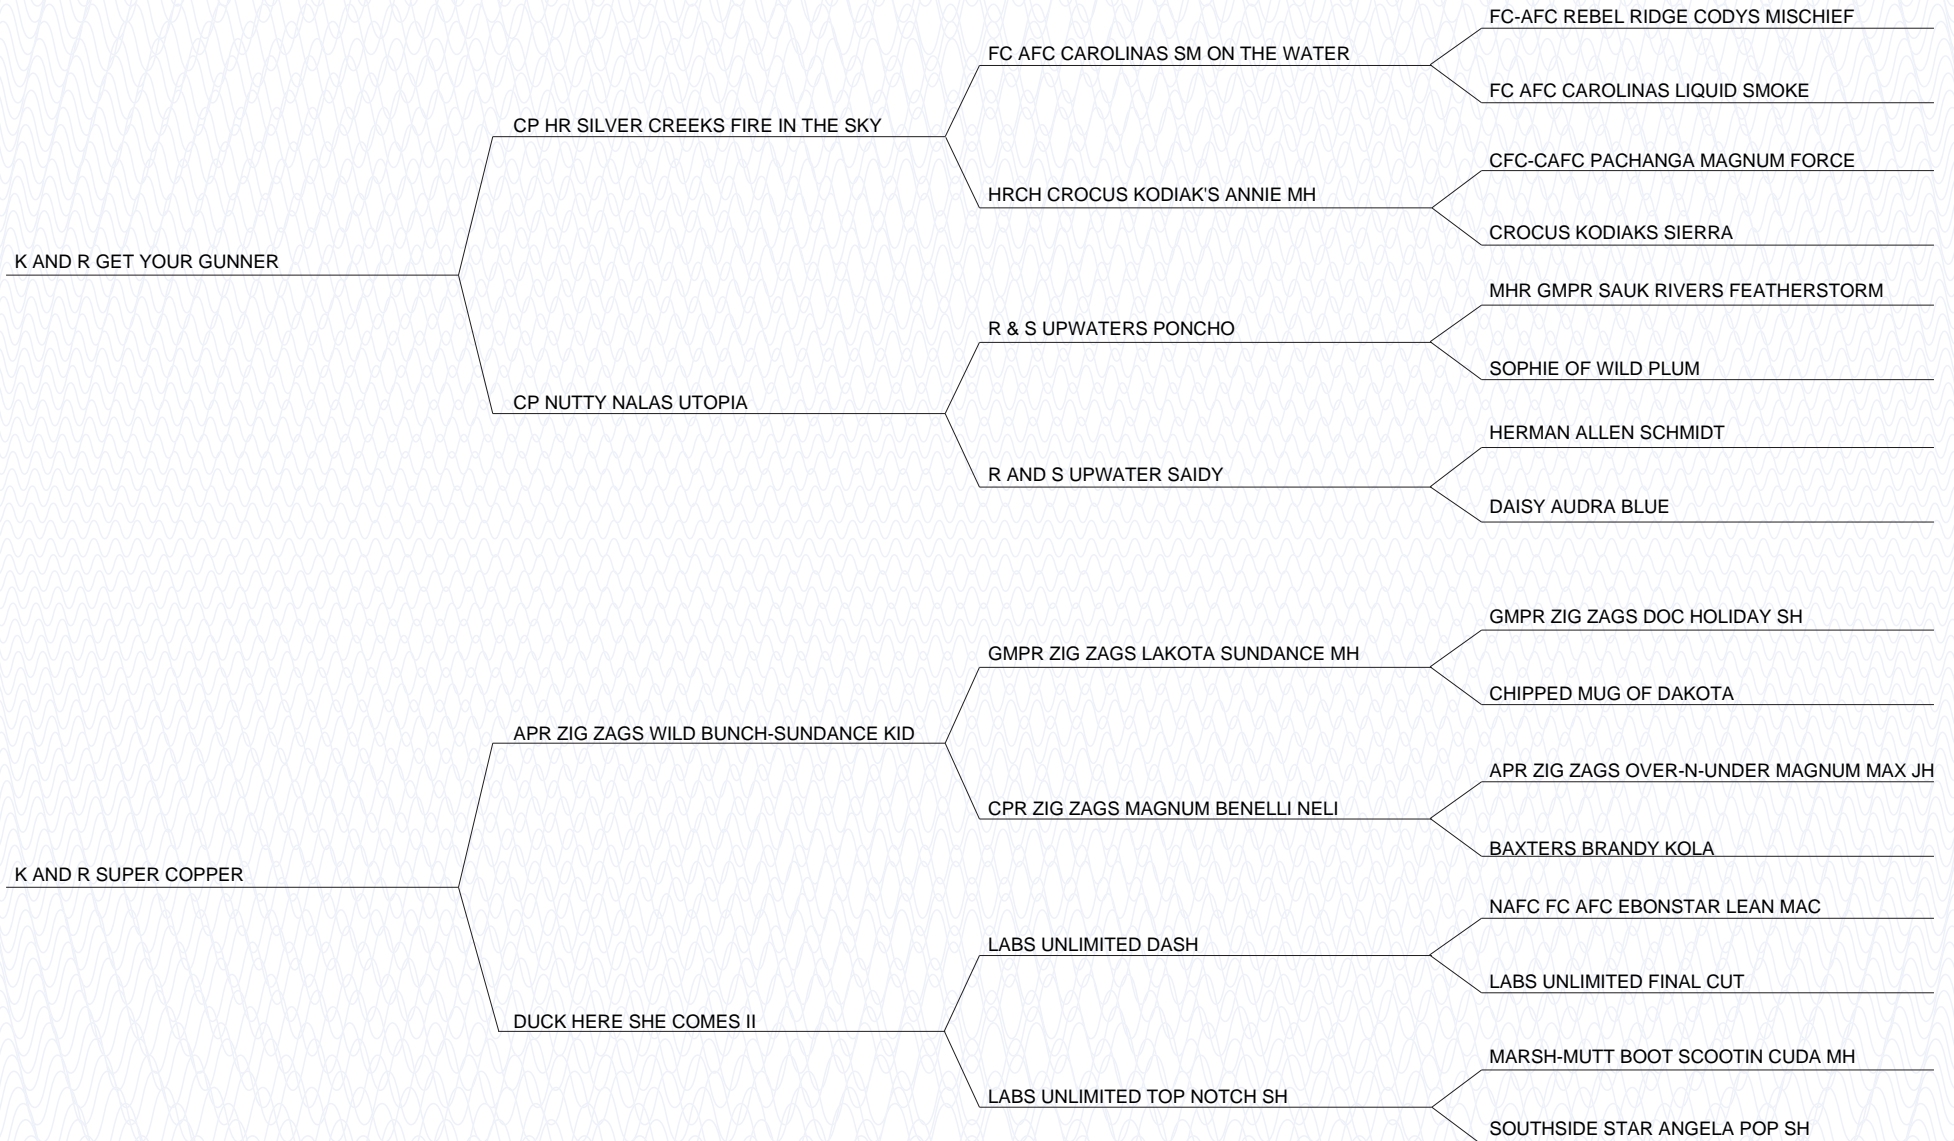 FC-AFC REBEL RIDGE CODYS MISCHIEF
FC AFC CAROLINAS SM ON THE WATER
FC AFC CAROLINAS LIQUID SMOKE
CP HR SILVER CREEKS FIRE IN THE SKY
CFC-CAFC PACHANGA MAGNUM FORCE
HRCH CROCUS KODIAK'S ANNIE MH
CROCUS KODIAKS SIERRA
K AND R GET YOUR GUNNER
MHR GMPR SAUK RIVERS FEATHERSTORM
R & S UPWATERS PONCHO
SOPHIE OF WILD PLUM
CP NUTTY NALAS UTOPIA
HERMAN ALLEN SCHMIDT
R AND S UPWATER SAIDY
DAISY AUDRA BLUE
GMPR ZIG ZAGS DOC HOLIDAY SH
GMPR ZIG ZAGS LAKOTA SUNDANCE MH
CHIPPED MUG OF DAKOTA
APR ZIG ZAGS WILD BUNCH-SUNDANCE KID
APR ZIG ZAGS OVER-N-UNDER MAGNUM MAX JH
CPR ZIG ZAGS MAGNUM BENELLI NELI
BAXTERS BRANDY KOLA
K AND R SUPER COPPER
NAFC FC AFC EBONSTAR LEAN MAC
LABS UNLIMITED DASH
LABS UNLIMITED FINAL CUT
DUCK HERE SHE COMES II
MARSH-MUTT BOOT SCOOTIN CUDA MH
LABS UNLIMITED TOP NOTCH SH
SOUTHSIDE STAR ANGELA POP SH